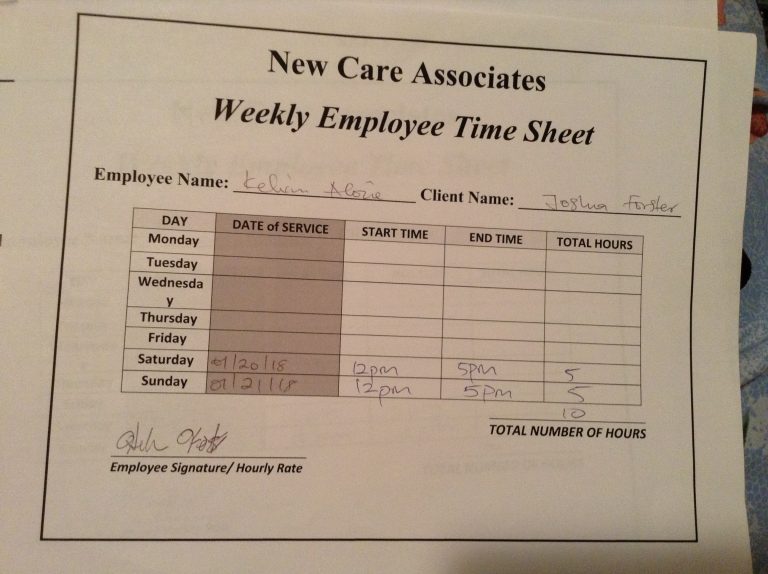 New Care Associates
Weekly Employee Time Sheet
Employee Name: Kelvin Alozie Client Name: Joshua Forster
DAY DATE of SERVICE START TIME END TIME TOTAL HOURS
Monday
Tuesday
Wednesda
y
Thursday
Friday
Saturday 01/20/18 12pm 5pm 5
Sunday 01/21/18 12pm 5pm 5
10
TOTAL NUMBER OF HOURS
Employee Signature/ Hourly Rate